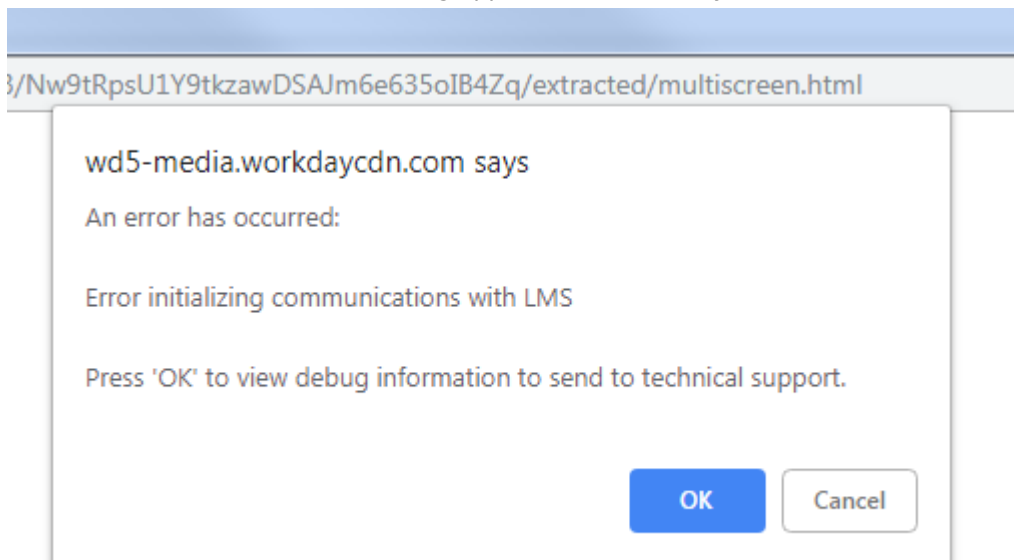 3/Nw9tRpsU1Y9tkzawDSAJm6e635oIB4Zq/extracted/multiscreen.html
wd5-media.workdaycdn.com says
An error has occurred:
Error initializing communications with LMS
Press 'OK' to view debug information to send to technical support.
OK
Cancel